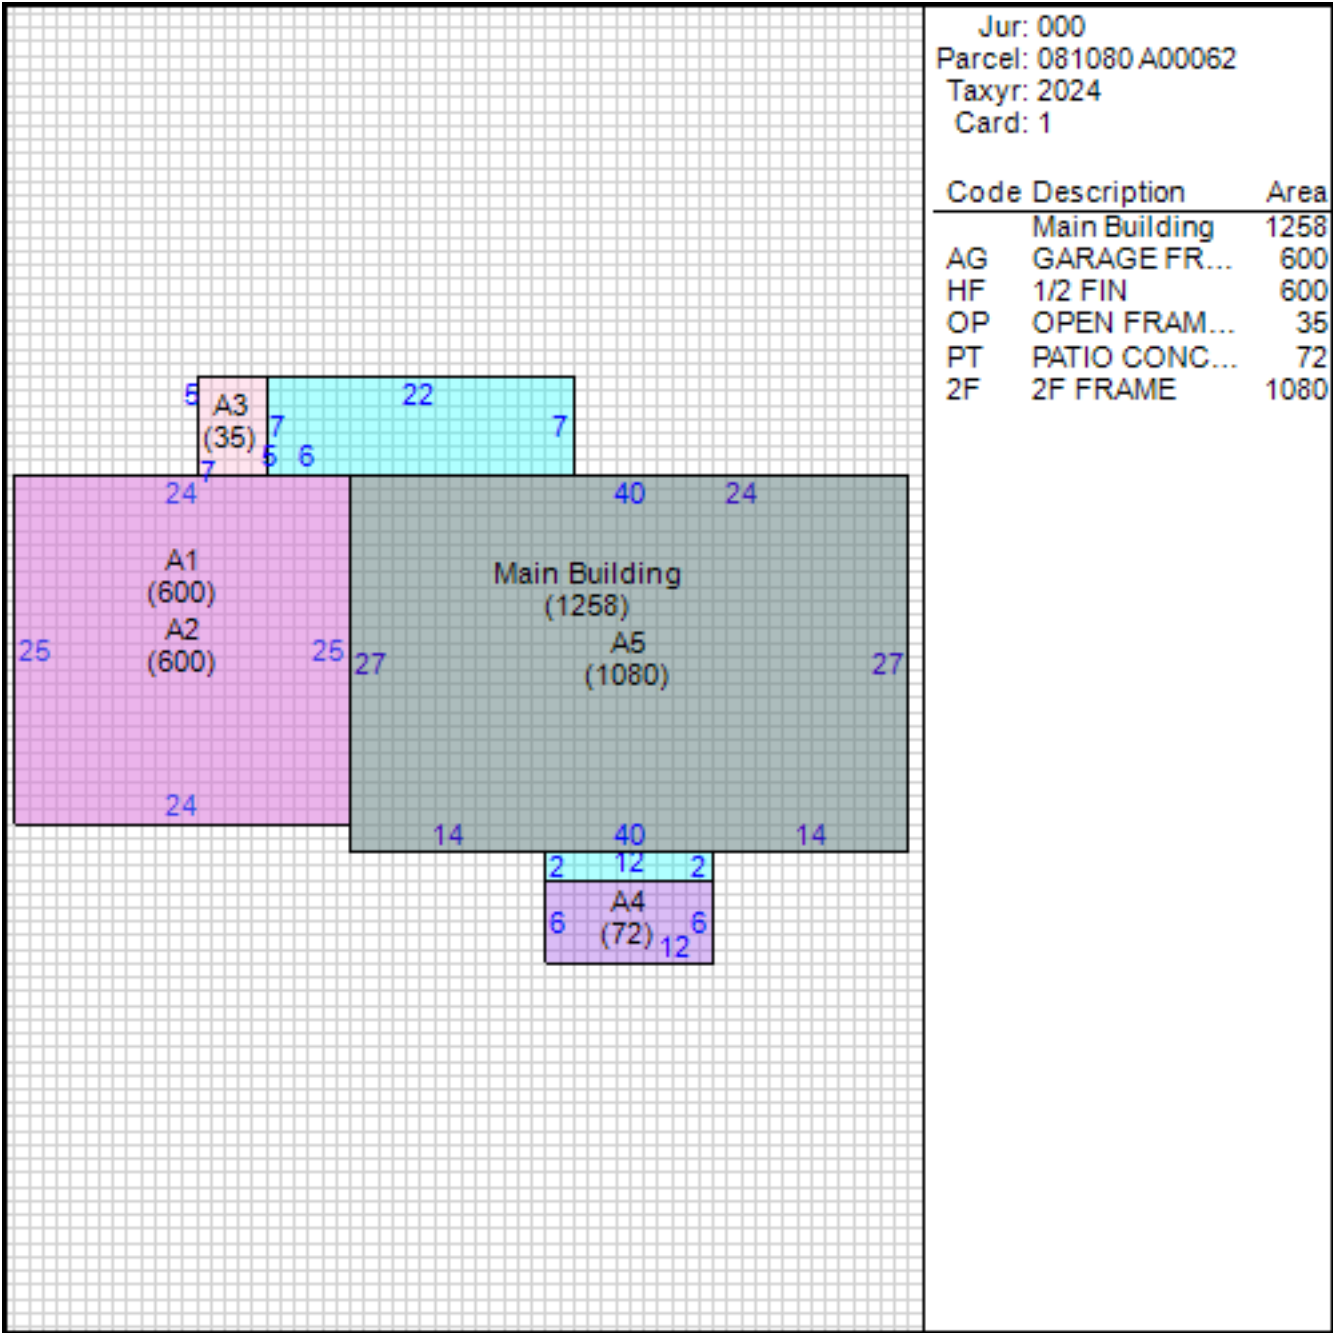 Jur: 000
Parcel: 081080 A00062
Taxyr: 2024
Card: 1
Code Description Area
Main Building 1258
AG GARAGE FR... 600
HF 1/2 FIN 600
OP OPEN FRAM... 35
PT PATIO CONC... 72
2F 2F FRAME 1080
5
A3
(35)
7
5
7
22
7
6
24
A1
(600)
A2
(600)
25
25
24
40
24
Main Building
(1258)
A5
(1080)
27
27
14
40
14
2
12
2
A4
(72)
6
6
12